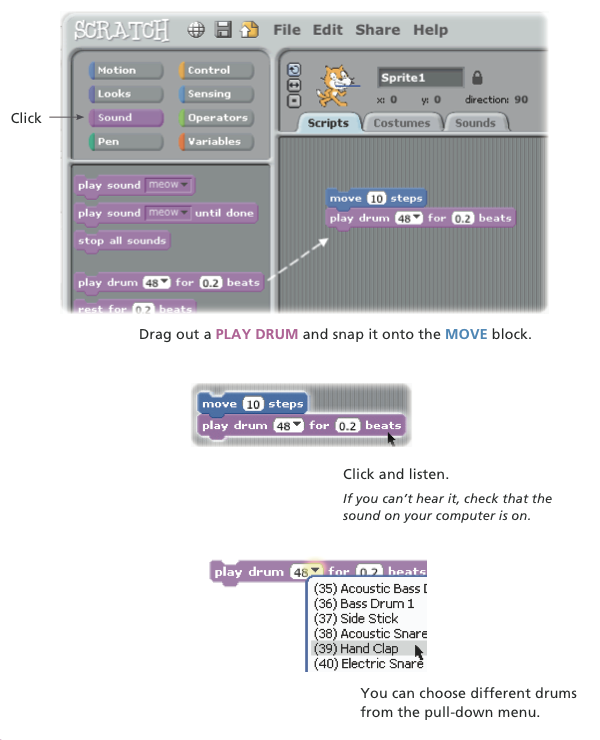 SCRATCH File Edit Share Help
Motion Control
Looks Sensing
Click Sound Operators
Pen Variables
Sprite1
x: 0 y: 0 direction: 90
Scripts Costumes Sounds
play sound meow
play sound meow until done
stop all sounds
play drum 48 for 0.2 beats
rest for 0.2 beats
move 10 steps
play drum 48 for 0.2 beats
Drag out a PLAY DRUM and snap it onto the MOVE block.
move 10 steps
play drum 48 for 0.2 beats
Click and listen.
If you can’t hear it, check that the
sound on your computer is on.
play drum 48 for 0.2 beats
(35) Acoustic Bass D
(36) Bass Drum 1
(37) Side Stick
(38) Acoustic Snare
(39) Hand Clap
(40) Electric Snare
You can choose different drums
from the pull-down menu.